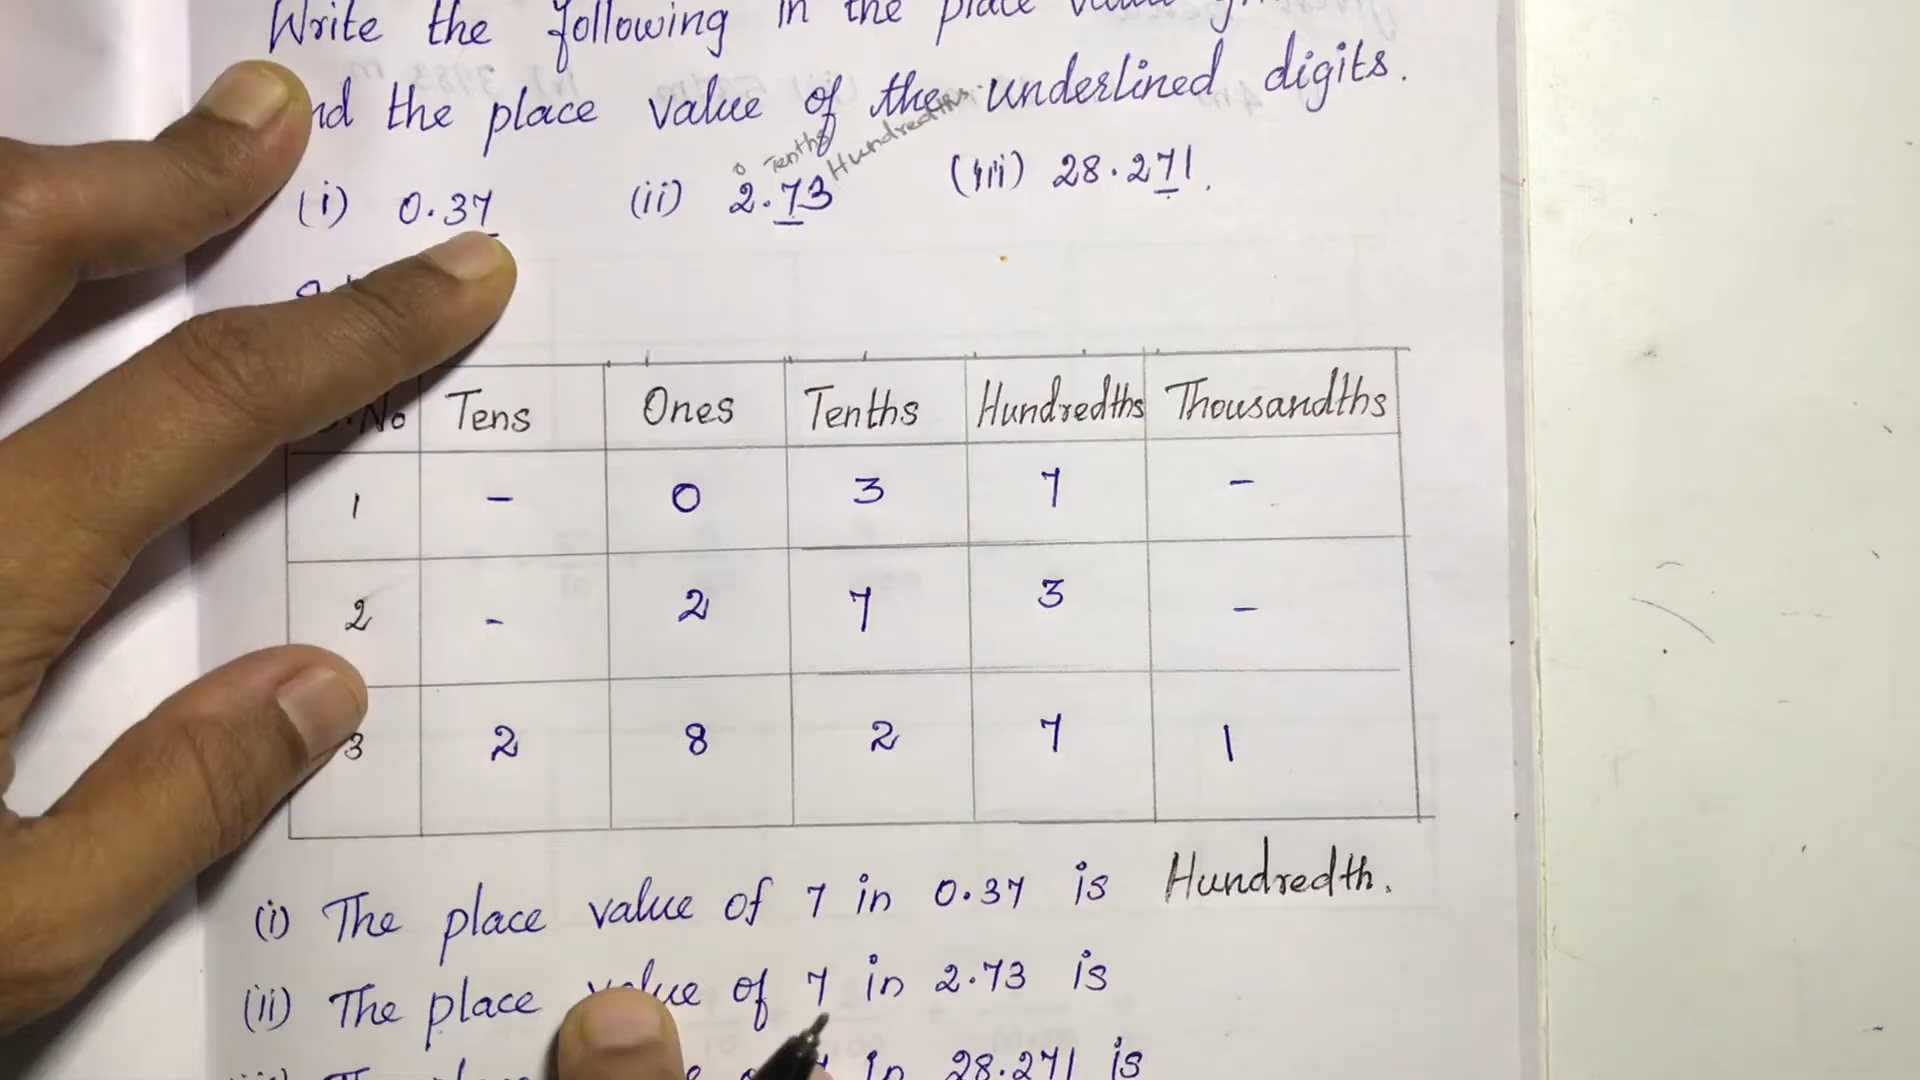 Write the following in the place value
nd the place value of the underlined digits.
o Tenths Hundredths.
(i) 0.37 (ii) 2.73 (iii) 28.271.
No Tens Ones Tenths Hundredths Thousandths
1 - 0 3 7 -
2 - 2 7 3 -
3 2 8 2 7 1
(i) The place value of 7 in 0.37 is Hundredth.
(ii) The place value of 7 in 2.73 is
in 28.271 is